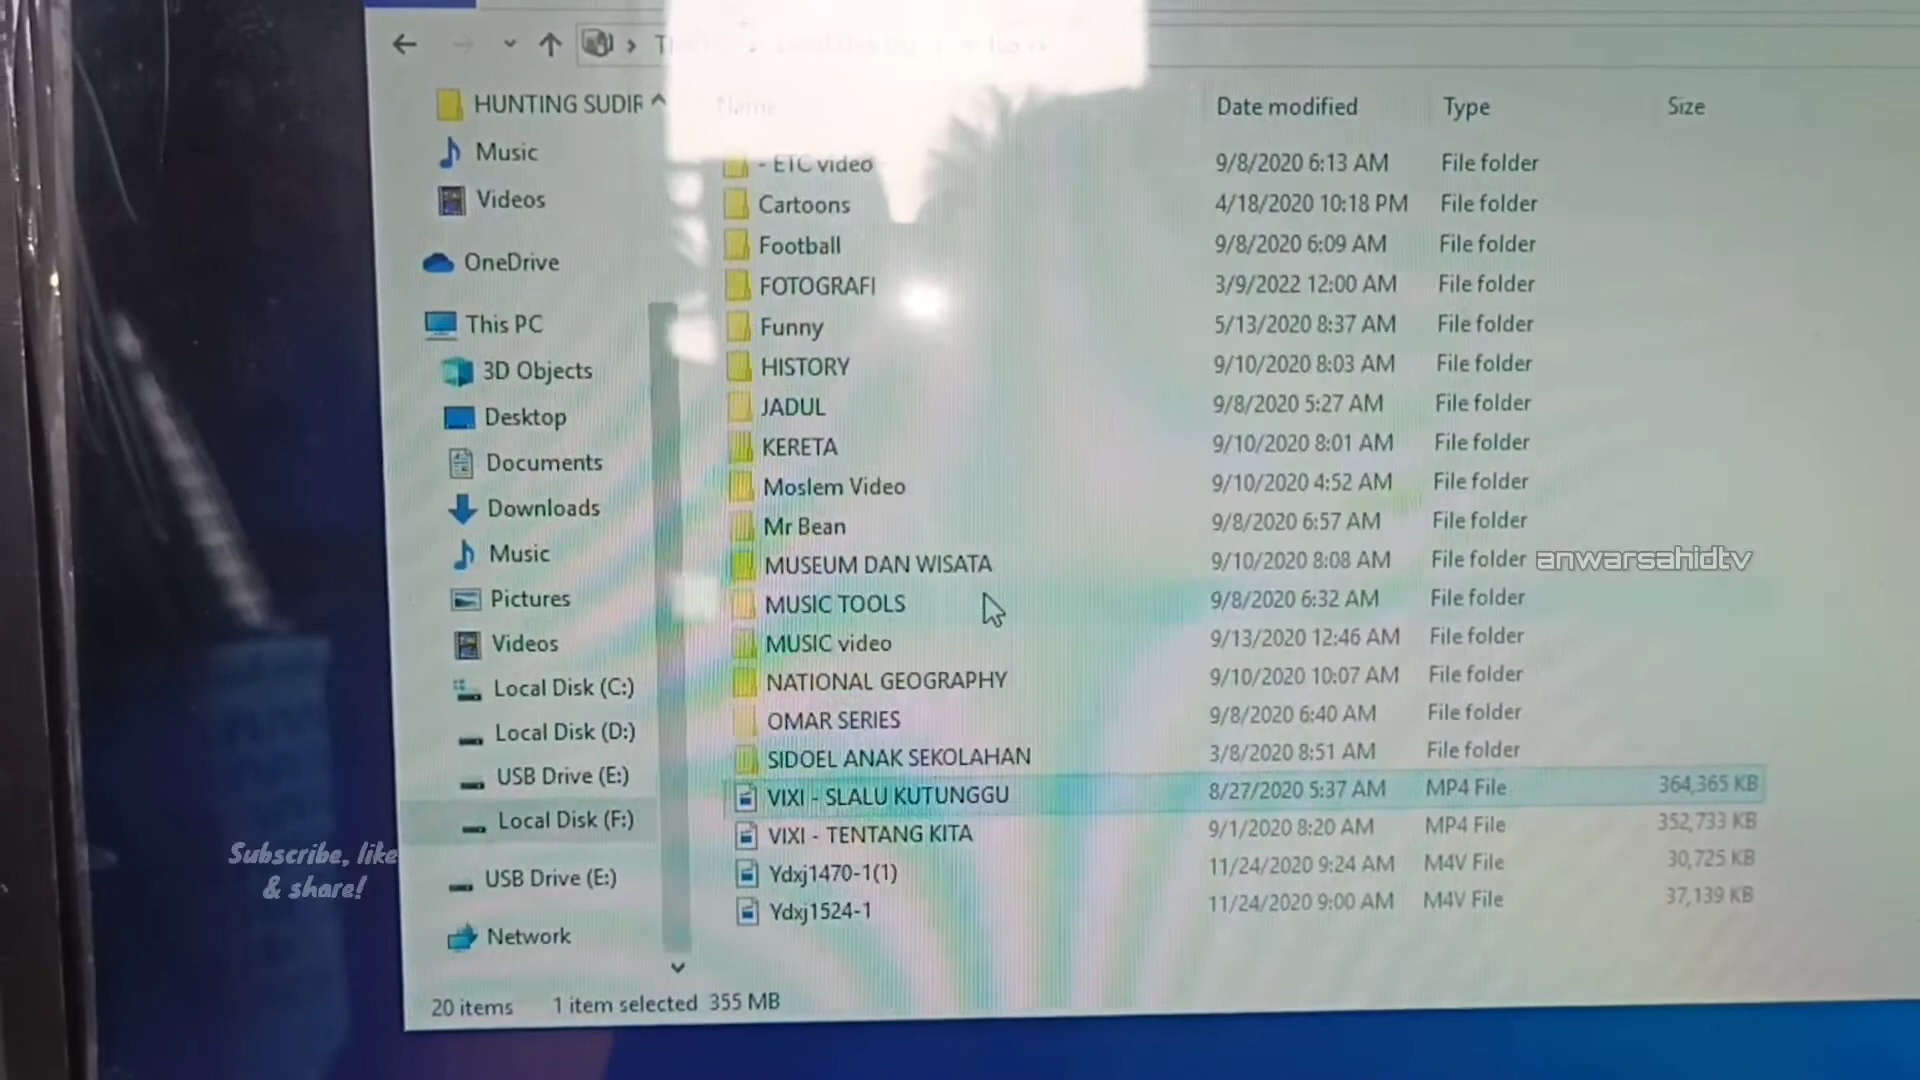 HUNTING SUDIR
Music
Videos
OneDrive
This PC
3D Objects
Desktop
Documents
Downloads
Music
Pictures
Videos
Local Disk (C:)
Local Disk (D:)
USB Drive (E:)
Local Disk (F:)
USB Drive (E:)
Network
Name Date modified Type Size
- ETC video 9/8/2020 6:13 AM File folder
Cartoons 4/18/2020 10:18 PM File folder
Football 9/8/2020 6:09 AM File folder
FOTOGRAFI 3/9/2022 12:00 AM File folder
Funny 5/13/2020 8:37 AM File folder
HISTORY 9/10/2020 8:03 AM File folder
JADUL 9/8/2020 5:27 AM File folder
KERETA 9/10/2020 8:01 AM File folder
Moslem Video 9/10/2020 4:52 AM File folder
Mr Bean 9/8/2020 6:57 AM File folder
MUSEUM DAN WISATA 9/10/2020 8:08 AM File folder
MUSIC TOOLS 9/8/2020 6:32 AM File folder
MUSIC video 9/13/2020 12:46 AM File folder
NATIONAL GEOGRAPHY 9/10/2020 10:07 AM File folder
OMAR SERIES 9/8/2020 6:40 AM File folder
SIDOEL ANAK SEKOLAHAN 3/8/2020 8:51 AM File folder
VIXI - SLALU KUTUNGGU 8/27/2020 5:37 AM MP4 File 364,365 KB
VIXI - TENTANG KITA 9/1/2020 8:20 AM MP4 File 352,733 KB
Ydxj1470-1(1) 11/24/2020 9:24 AM M4V File 30,725 KB
Ydxj1524-1 11/24/2020 9:00 AM M4V File 37,139 KB
20 items 1 item selected 355 MB
anwarsahidtv
Subscribe, like
& share!